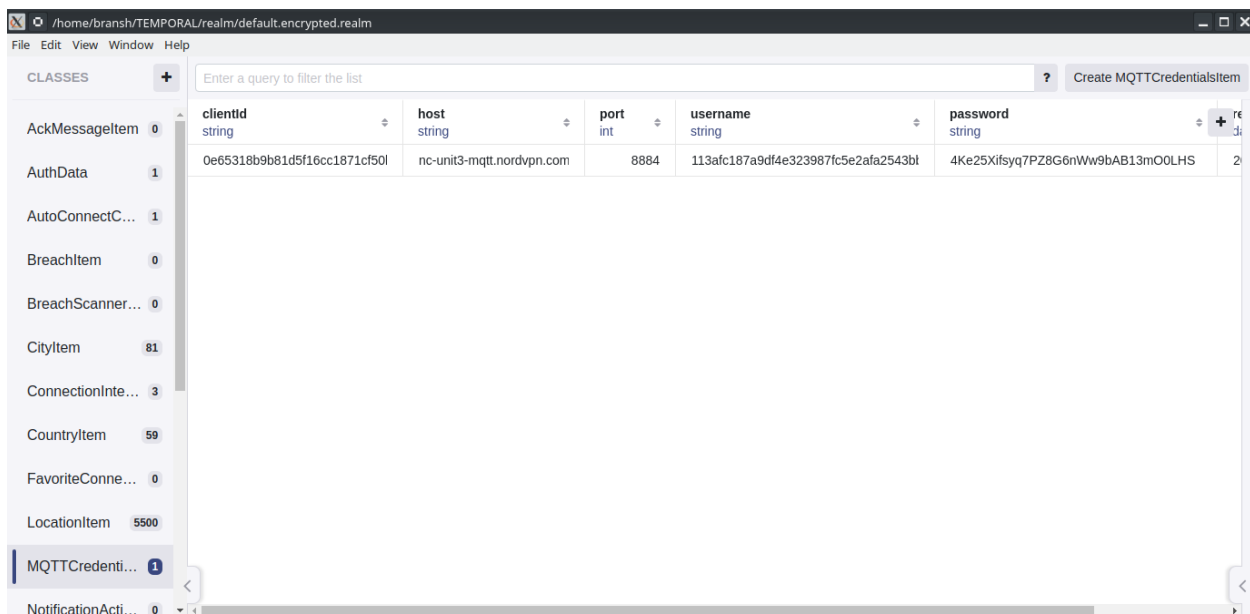 /home/bransh/TEMPORAL/realm/default.encrypted.realm
File Edit View Window Help
CLASSES
+
Enter a query to filter the list
?
Create MQTTCredentialsItem
AckMessageItem 0
AuthData 1
AutoConnectC... 1
BreachItem 0
BreachScanner... 0
CityItem 81
ConnectionInte... 3
CountryItem 59
FavoriteConne... 0
LocationItem 5500
MQTTCredenti... 1
NotificationActi... 0
clientId host port username password +
string string int string string
0e65318b9b81d5f16cc1871cf50l nc-unit3-mqtt.nordvpn.com 8884 113afc187a9df4e323987fc5e2afa2543bb 4Ke25Xifsyq7PZ8G6nWw9bAB13mO0LHS